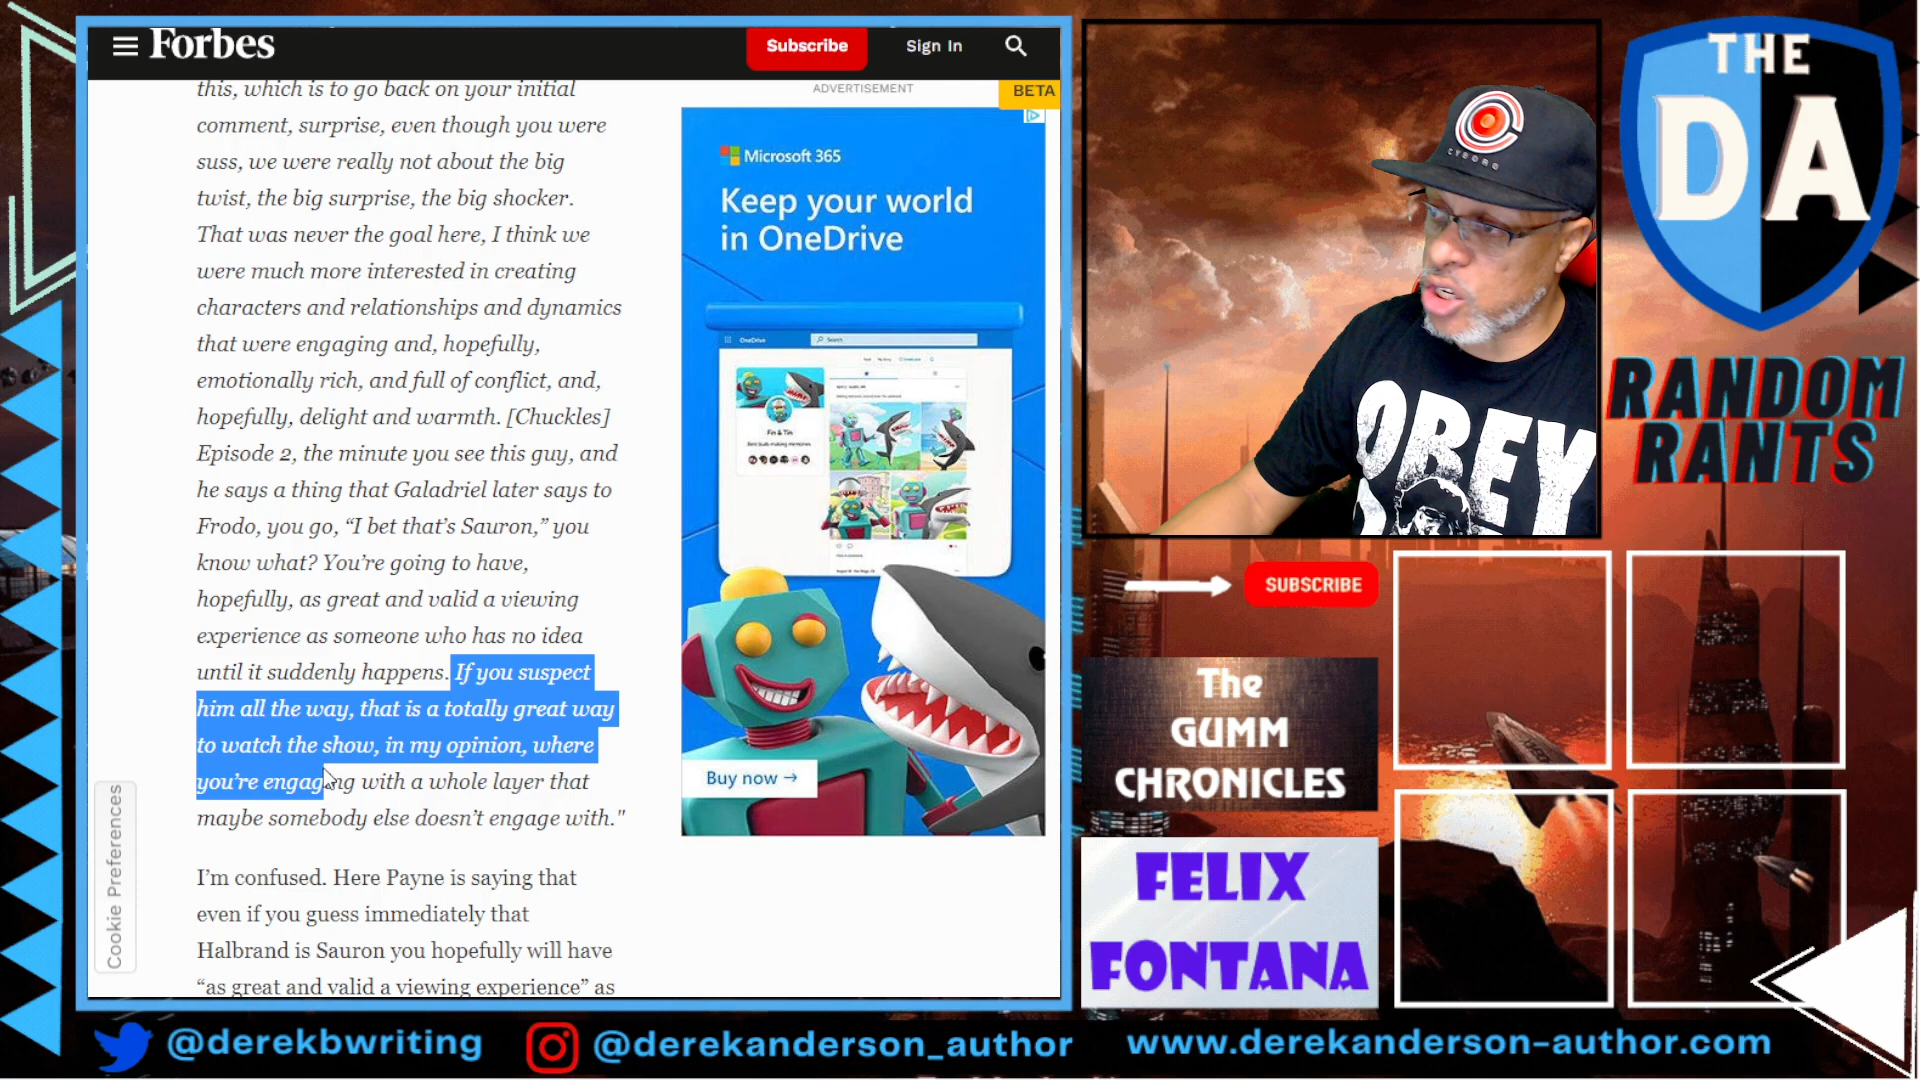 Forbes
Subscribe
Sign In
ADVERTISEMENT
BETA
this, which is to go back on your initial
comment, surprise, even though you were
suss, we were really not about the big
twist, the big surprise, the big shocker.
That was never the goal here, I think we
were much more interested in creating
characters and relationships and dynamics
that were engaging and, hopefully,
emotionally rich, and full of conflict, and,
hopefully, delight and warmth. [Chuckles]
Episode 2, the minute you see this guy, and
he says a thing that Galadriel later says to
Frodo, you go, “I bet that’s Sauron,” you
know what? You’re going to have,
hopefully, as great and valid a viewing
experience as someone who has no idea
until it suddenly happens. If you suspect
him all the way, that is a totally great way
to watch the show, in my opinion, where
you’re engaging with a whole layer that
maybe somebody else doesn’t engage with."
I’m confused. Here Payne is saying that
even if you guess immediately that
Halbrand is Sauron you hopefully will have
“as great and valid a viewing experience” as
Cookie Preferences
Microsoft 365
Keep your world
in OneDrive
OneDrive
Search
Fin & Tin
Buy now →
CYBORG
OBEY
THE
DA
RANDOM
RANTS
SUBSCRIBE
The
GUMM
CHRONICLES
FELIX
FONTANA
@derekbwriting
@derekanderson_author
www.derekanderson-author.com